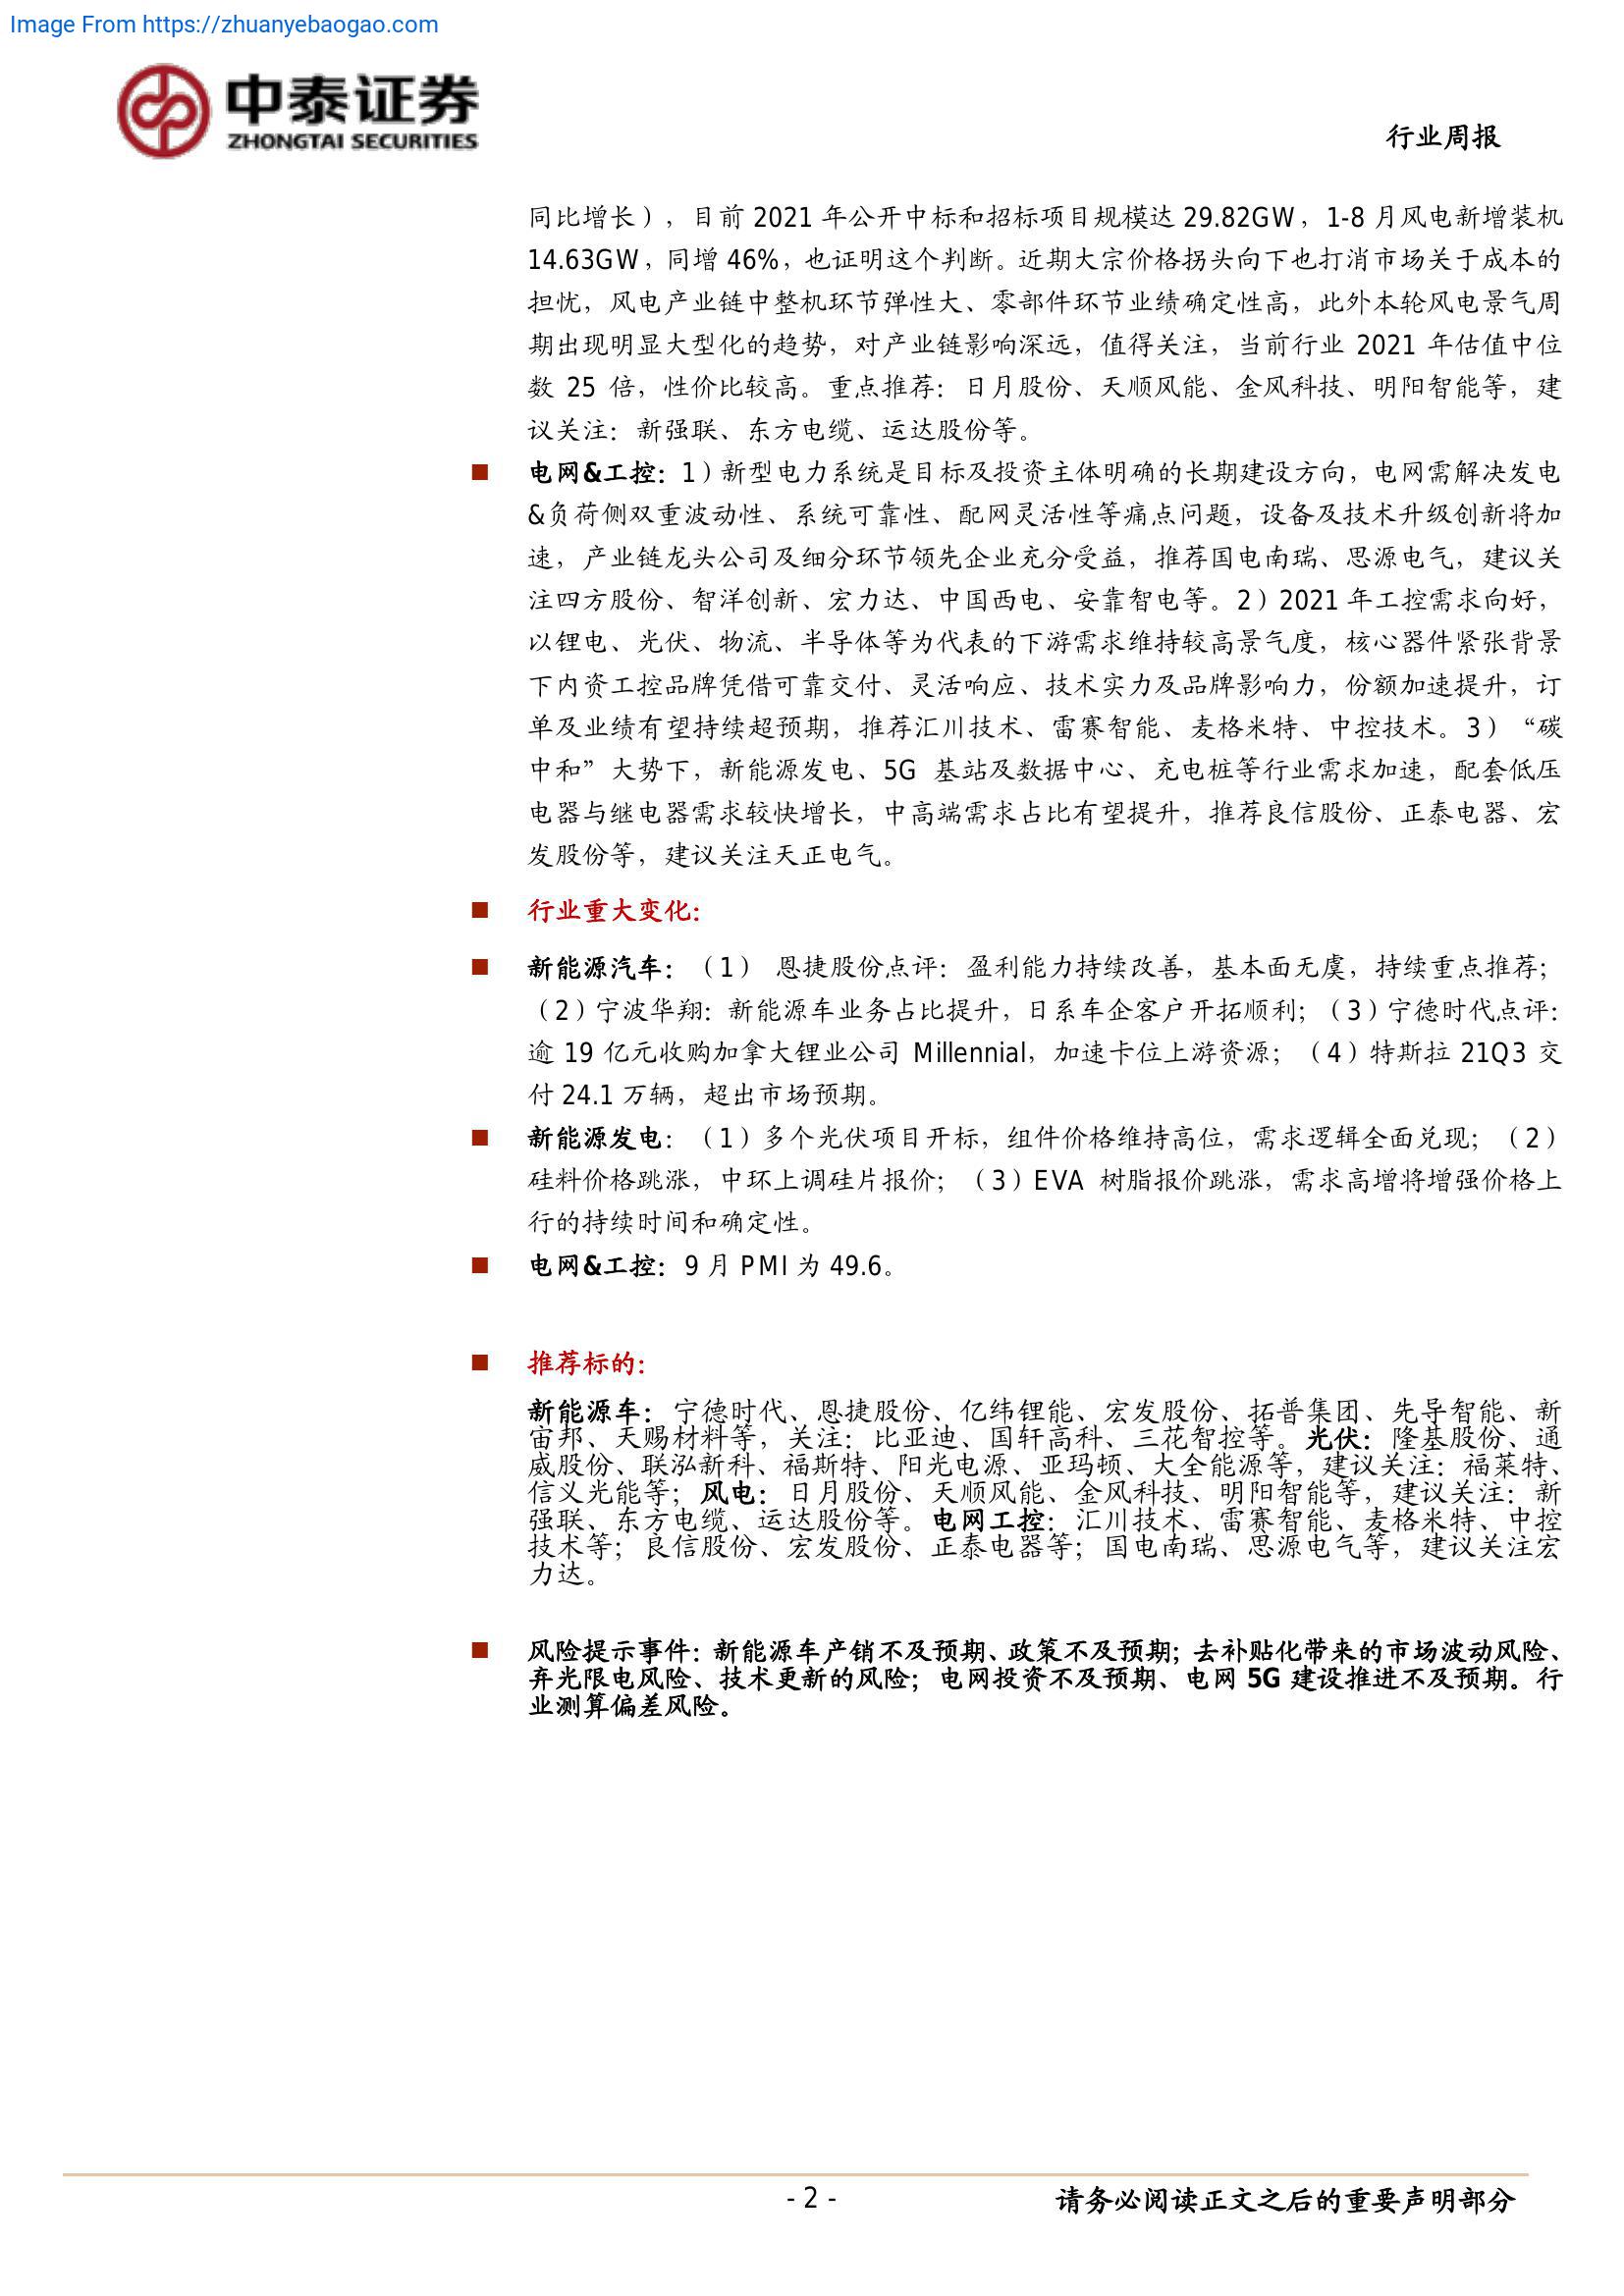 Image From https://zhuanyebaogao.com
中泰证券
ZHONGTAI SECURITIES
行业周报
同比增长），目前 2021 年公开中标和招标项目规模达 29.82GW，1-8 月风电新增装机
14.63GW，同增 46%，也证明这个判断。近期大宗价格拐头向下也打消市场关于成本的
担忧，风电产业链中整机环节弹性大、零部件环节业绩确定性高，此外本轮风电景气周
期出现明显大型化的趋势，对产业链影响深远，值得关注，当前行业 2021 年估值中位
数 25 倍，性价比较高。重点推荐：日月股份、天顺风能、金风科技、明阳智能等，建
议关注：新强联、东方电缆、运达股份等。
■ 电网&工控：1）新型电力系统是目标及投资主体明确的长期建设方向，电网需解决发电
&负荷侧双重波动性、系统可靠性、配网灵活性等痛点问题，设备及技术升级创新将加
速，产业链龙头公司及细分环节领先企业充分受益，推荐国电南瑞、思源电气，建议关
注四方股份、智洋创新、宏力达、中国西电、安靠智电等。2）2021 年工控需求向好，
以锂电、光伏、物流、半导体等为代表的下游需求维持较高景气度，核心器件紧张背景
下内资工控品牌凭借可靠交付、灵活响应、技术实力及品牌影响力，份额加速提升，订
单及业绩有望持续超预期，推荐汇川技术、雷赛智能、麦格米特、中控技术。3）“碳
中和”大势下，新能源发电、5G 基站及数据中心、充电桩等行业需求加速，配套低压
电器与继电器需求较快增长，中高端需求占比有望提升，推荐良信股份、正泰电器、宏
发股份等，建议关注天正电气。
■ 行业重大变化：
■ 新能源汽车：（1） 恩捷股份点评：盈利能力持续改善，基本面无虞，持续重点推荐；
（2）宁波华翔：新能源车业务占比提升，日系车企客户开拓顺利；（3）宁德时代点评：
逾 19 亿元收购加拿大锂业公司 Millennial，加速卡位上游资源；（4）特斯拉 21Q3 交
付 24.1 万辆，超出市场预期。
■ 新能源发电：（1）多个光伏项目开标，组件价格维持高位，需求逻辑全面兑现；（2）
硅料价格跳涨，中环上调硅片报价；（3）EVA 树脂报价跳涨，需求高增将增强价格上
行的持续时间和确定性。
■ 电网&工控：9 月 PMI 为 49.6。
■ 推荐标的：
新能源车：宁德时代、恩捷股份、亿纬锂能、宏发股份、拓普集团、先导智能、新
宙邦、天赐材料等，关注：比亚迪、国轩高科、三花智控等。光伏：隆基股份、通
威股份、联泓新科、福斯特、阳光电源、亚玛顿、大全能源等，建议关注：福莱特、
信义光能等；风电：日月股份、天顺风能、金风科技、明阳智能等，建议关注：新
强联、东方电缆、运达股份等。电网工控：汇川技术、雷赛智能、麦格米特、中控
技术等；良信股份、宏发股份、正泰电器等；国电南瑞、思源电气等，建议关注宏
力达。
■ 风险提示事件：新能源车产销不及预期、政策不及预期；去补贴化带来的市场波动风险、
弃光限电风险、技术更新的风险；电网投资不及预期、电网 5G 建设推进不及预期。行
业测算偏差风险。
- 2 -
请务必阅读正文之后的重要声明部分